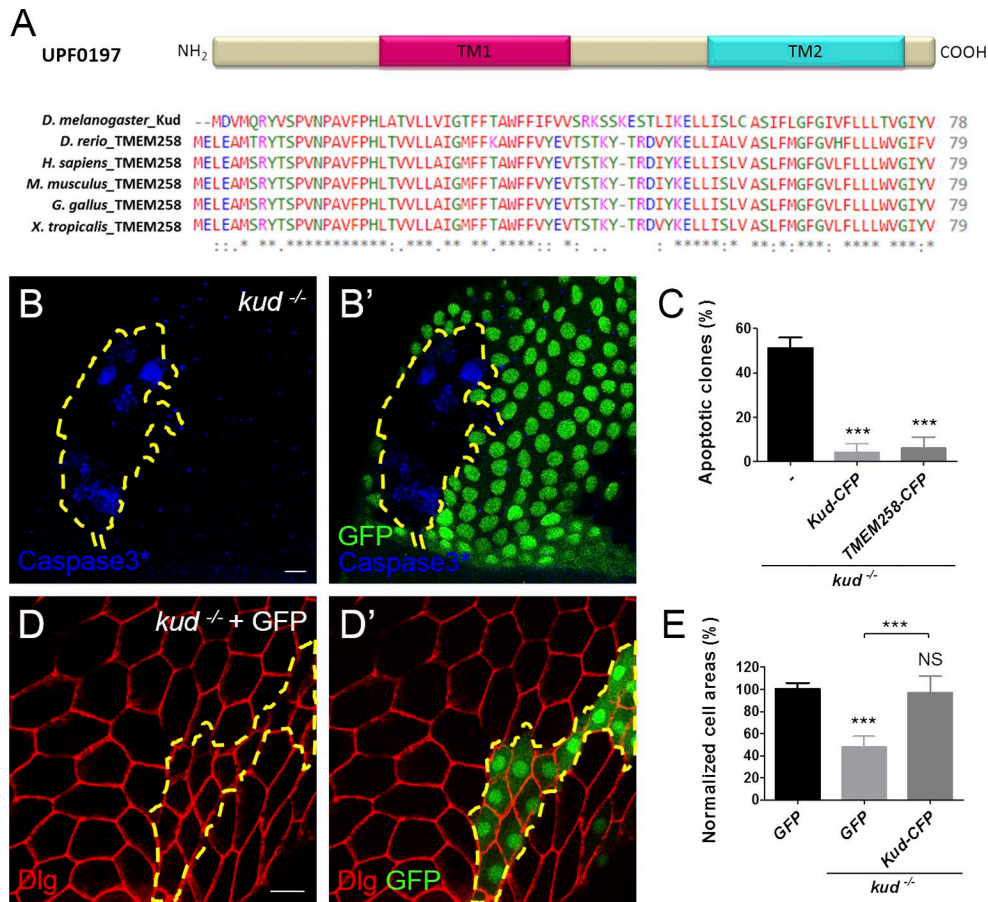 A
UPF0197
NH2
TM1
TM2
COOH
D. melanogaster_Kud --MDVMQRYVSPVNPAVFPHLATVLLVIGTFFTAWFFIFVVSRKSSKESTLIKELLISLCASIFLGFGIVFLLLTVGIYV 78
D. rerio_TMEM258 MELEAMTRYTSPVNPAVFPHLTVVLLAIGMFFKAWFFVYEVTSTKY-TRDVYKELLIALVASLFMGFGVHFLLLWVGIFV 79
H. sapiens_TMEM258 MELEAMSRYTSPVNPAVFPHLTVVLLAIGMFFTAWFFVYEVTSTKY-TRDIYKELLISLVASLFMGFGVLFLLLWVGIYV 79
M. musculus_TMEM258 MELEAMSRYTSPVNPAVFPHLTVVLLAIGMFFTAWFFVYEVTSTKY-TRDIYKELLISLVASLFMGFGVLFLLLWVGIYV 79
G. gallus_TMEM258 MELEAMSRYTSPVNPAVFPHLTVVLLAIGMFFTAWFFVYEVTSTKY-TRDIYKELLISLVASLFMGFGVLFLLLWVGIYV 79
X. tropicalis_TMEM258 MELEAMSRYTSPVNPAVFPHLTVVLLAIGMFFTAWFFVYEVTSTKY-TRDVYKELLISLVASLFMGFGVLFLLLWVGIYV 79
::.* ** ***********:.***.** ** ****:: *: .. : *****:* **:*:***: **** ***:*
B
kud -/-
Caspase3*
B'
GFP
Caspase3*
C
Apoptotic clones (%)
60
40
20
0
***
***
-
Kud-CFP
TMEM258-CFP
kud -/-
D
kud -/- + GFP
Dlg
D'
Dlg GFP
E
Normalized cell areas (%)
120
100
80
60
40
20
0
***
***
NS
GFP
GFP
Kud-CFP
kud -/-